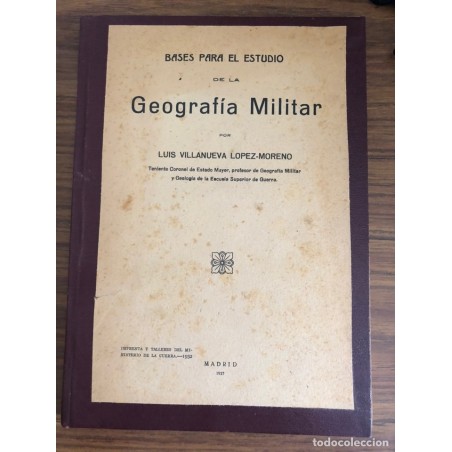 BASES PARA EL ESTUDIO
DE LA
Geografía Militar
POR
LUIS VILLANUEVA LOPEZ-MORENO
Teniente Coronel de Estado Mayor, profesor de Geografía Militar
y Geología de la Escuela Superior de Guerra.
IMPRENTA Y TALLERES DEL MI-
NISTERIO DE LA GUERRA.—
MADRID
todocoleccion